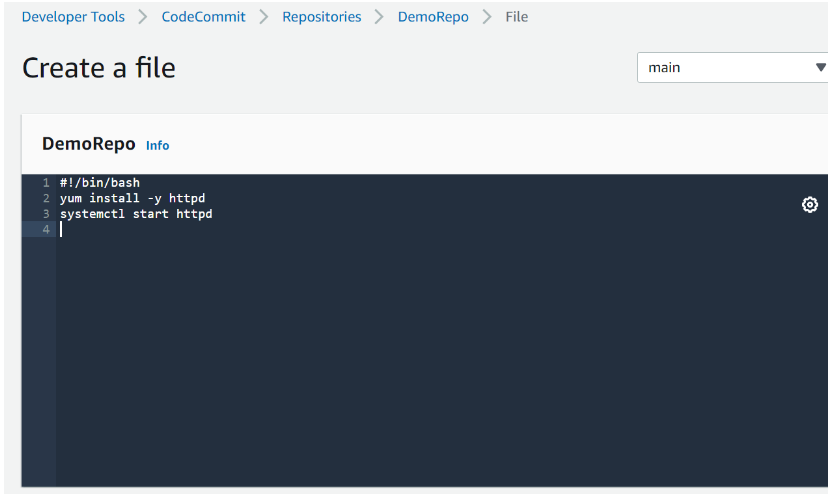 Developer Tools > CodeCommit > Repositories > DemoRepo > File
Create a file
main
DemoRepo Info
1 #!/bin/bash
2 yum install -y httpd
3 systemctl start httpd
4